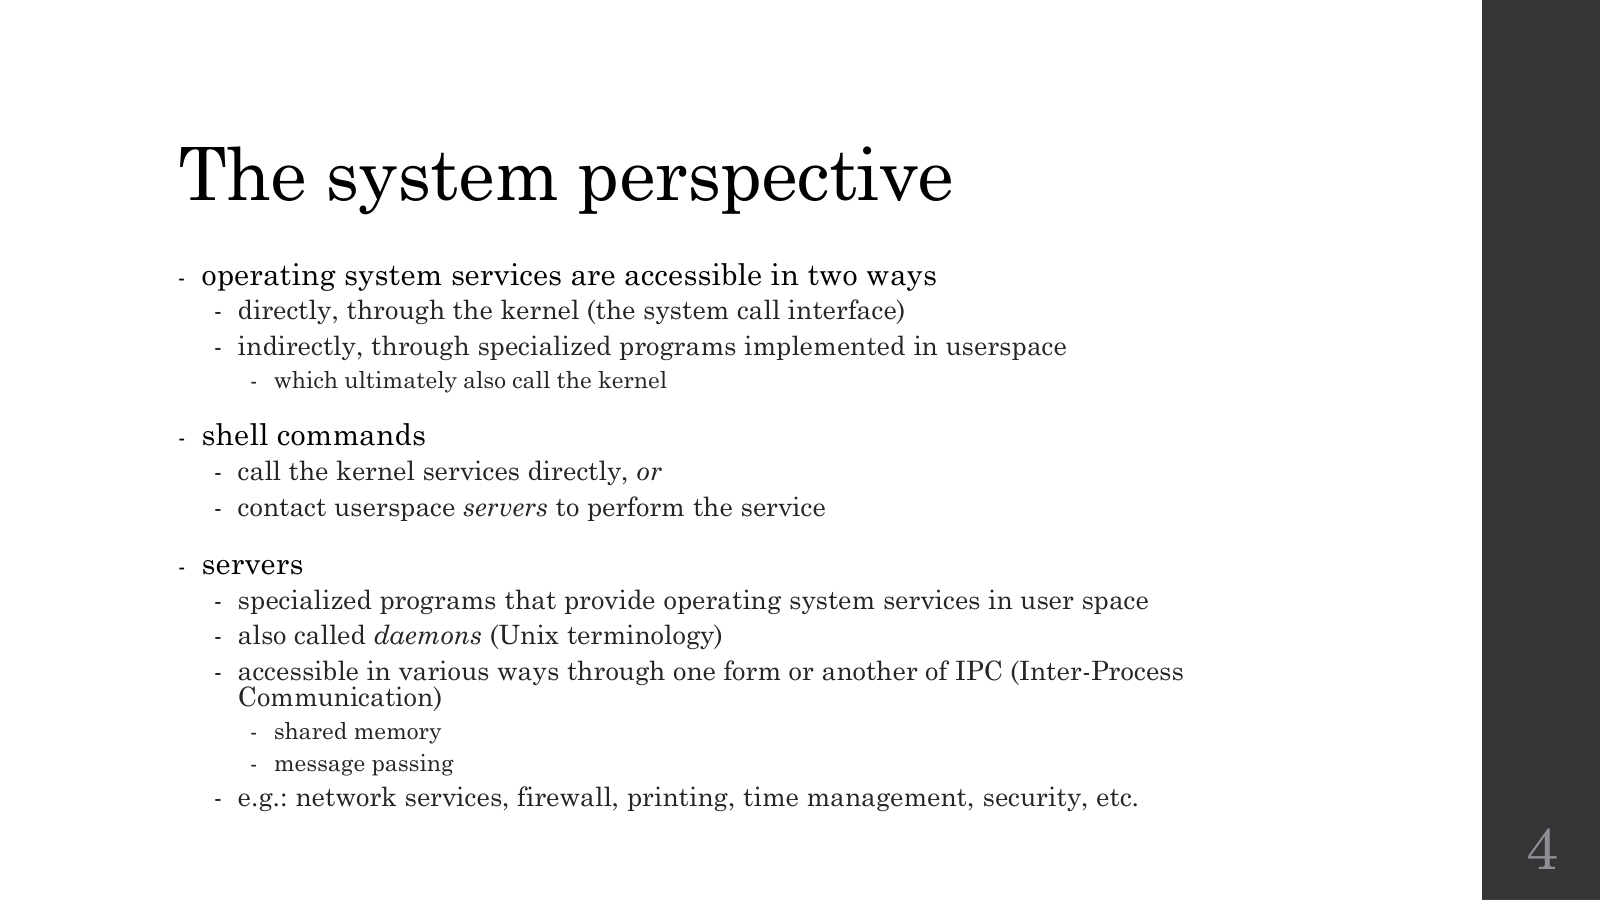 The system perspective
- operating system services are accessible in two ways
- directly, through the kernel (the system call interface)
- indirectly, through specialized programs implemented in userspace
- which ultimately also call the kernel
- shell commands
- call the kernel services directly, or
- contact userspace servers to perform the service
- servers
- specialized programs that provide operating system services in user space
- also called daemons (Unix terminology)
- accessible in various ways through one form or another of IPC (Inter-Process
Communication)
- shared memory
- message passing
- e.g.: network services, firewall, printing, time management, security, etc.
4